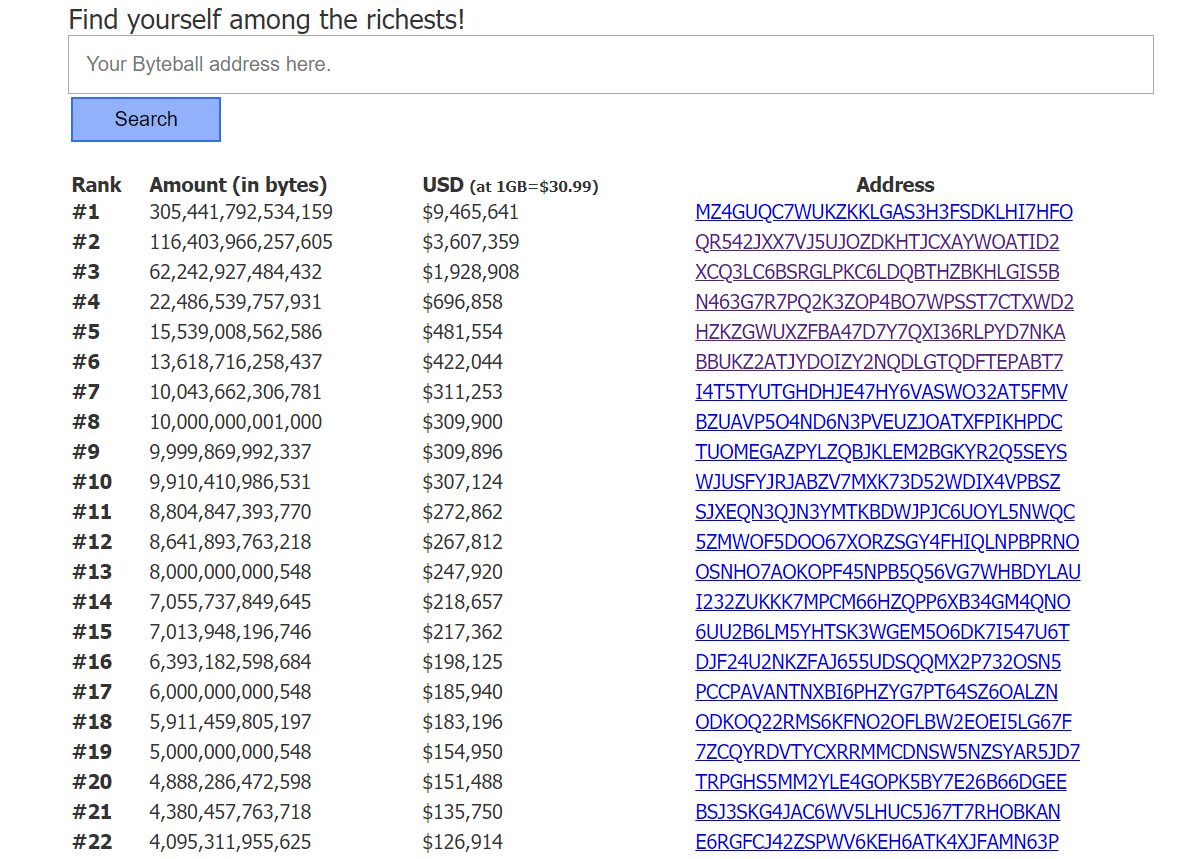 Find yourself among the richests!
Your Byteball address here.
Search
Rank Amount (in bytes) USD (at 1GB=$30.99) Address
#1 305,441,792,534,159 $9,465,641 MZ4GUQC7WUKZKKLGAS3H3FSDKLHI7HFO
#2 116,403,966,257,605 $3,607,359 QR542JXX7VJ5UJOZDKHTJCXAYWOATID2
#3 62,242,927,484,432 $1,928,908 XCQ3LC6BSRGLPKC6LDQBTHZBKHLGIS5B
#4 22,486,539,757,931 $696,858 N463G7R7PQ2K3ZOP4BO7WPSST7CTXWD2
#5 15,539,008,562,586 $481,554 HZKZGWUXZFBA47D7Y7QXI36RLPYD7NKA
#6 13,618,716,258,437 $422,044 BBUKZ2ATJYDOIZY2NQDLGTQDFTEPABT7
#7 10,043,662,306,781 $311,253 I4T5TYUTGHDHJE47HY6VASWO32AT5FMV
#8 10,000,000,001,000 $309,900 BZUAVP5O4ND6N3PVEUZJOATXFPIKHPDC
#9 9,999,869,992,337 $309,896 TUOMEGAZPYLZQBJKLEM2BGKYR2Q5SEYS
#10 9,910,410,986,531 $307,124 WJUSFYJRJABZV7MXK73D52WDIX4VPBSZ
#11 8,804,847,393,770 $272,862 SJXEQN3QJN3YMTKBDWJPJC6UOYL5NWQC
#12 8,641,893,763,218 $267,812 5ZMWOF5DOO67XORZSGY4FHIQLNPBPRNO
#13 8,000,000,000,548 $247,920 OSNHO7AOKOPF45NPB5Q56VG7WHBDYLAU
#14 7,055,737,849,645 $218,657 I232ZUKKK7MPCM66HZQPP6XB34GM4QNO
#15 7,013,948,196,746 $217,362 6UU2B6LM5YHTSK3WGEM5O6DK7I547U6T
#16 6,393,182,598,684 $198,125 DJF24U2NKZFAJ655UDSQQMX2P732OSN5
#17 6,000,000,000,548 $185,940 PCCPAVANTNXBI6PHZYG7PT64SZ6OALZN
#18 5,911,459,805,197 $183,196 ODKOQ22RMS6KFNO2OFLBW2EOEI5LG67F
#19 5,000,000,000,548 $154,950 7ZCQYRDVTYCXRRMMCDNSW5NZSYAR5JD7
#20 4,888,286,472,598 $151,488 TRPGHS5MM2YLE4GOPK5BY7E26B66DGEE
#21 4,380,457,763,718 $135,750 BSJ3SKG4JAC6WV5LHUC5J67T7RHOBKAN
#22 4,095,311,955,625 $126,914 E6RGFCJ42ZSPWV6KEH6ATK4XJFAMN63P